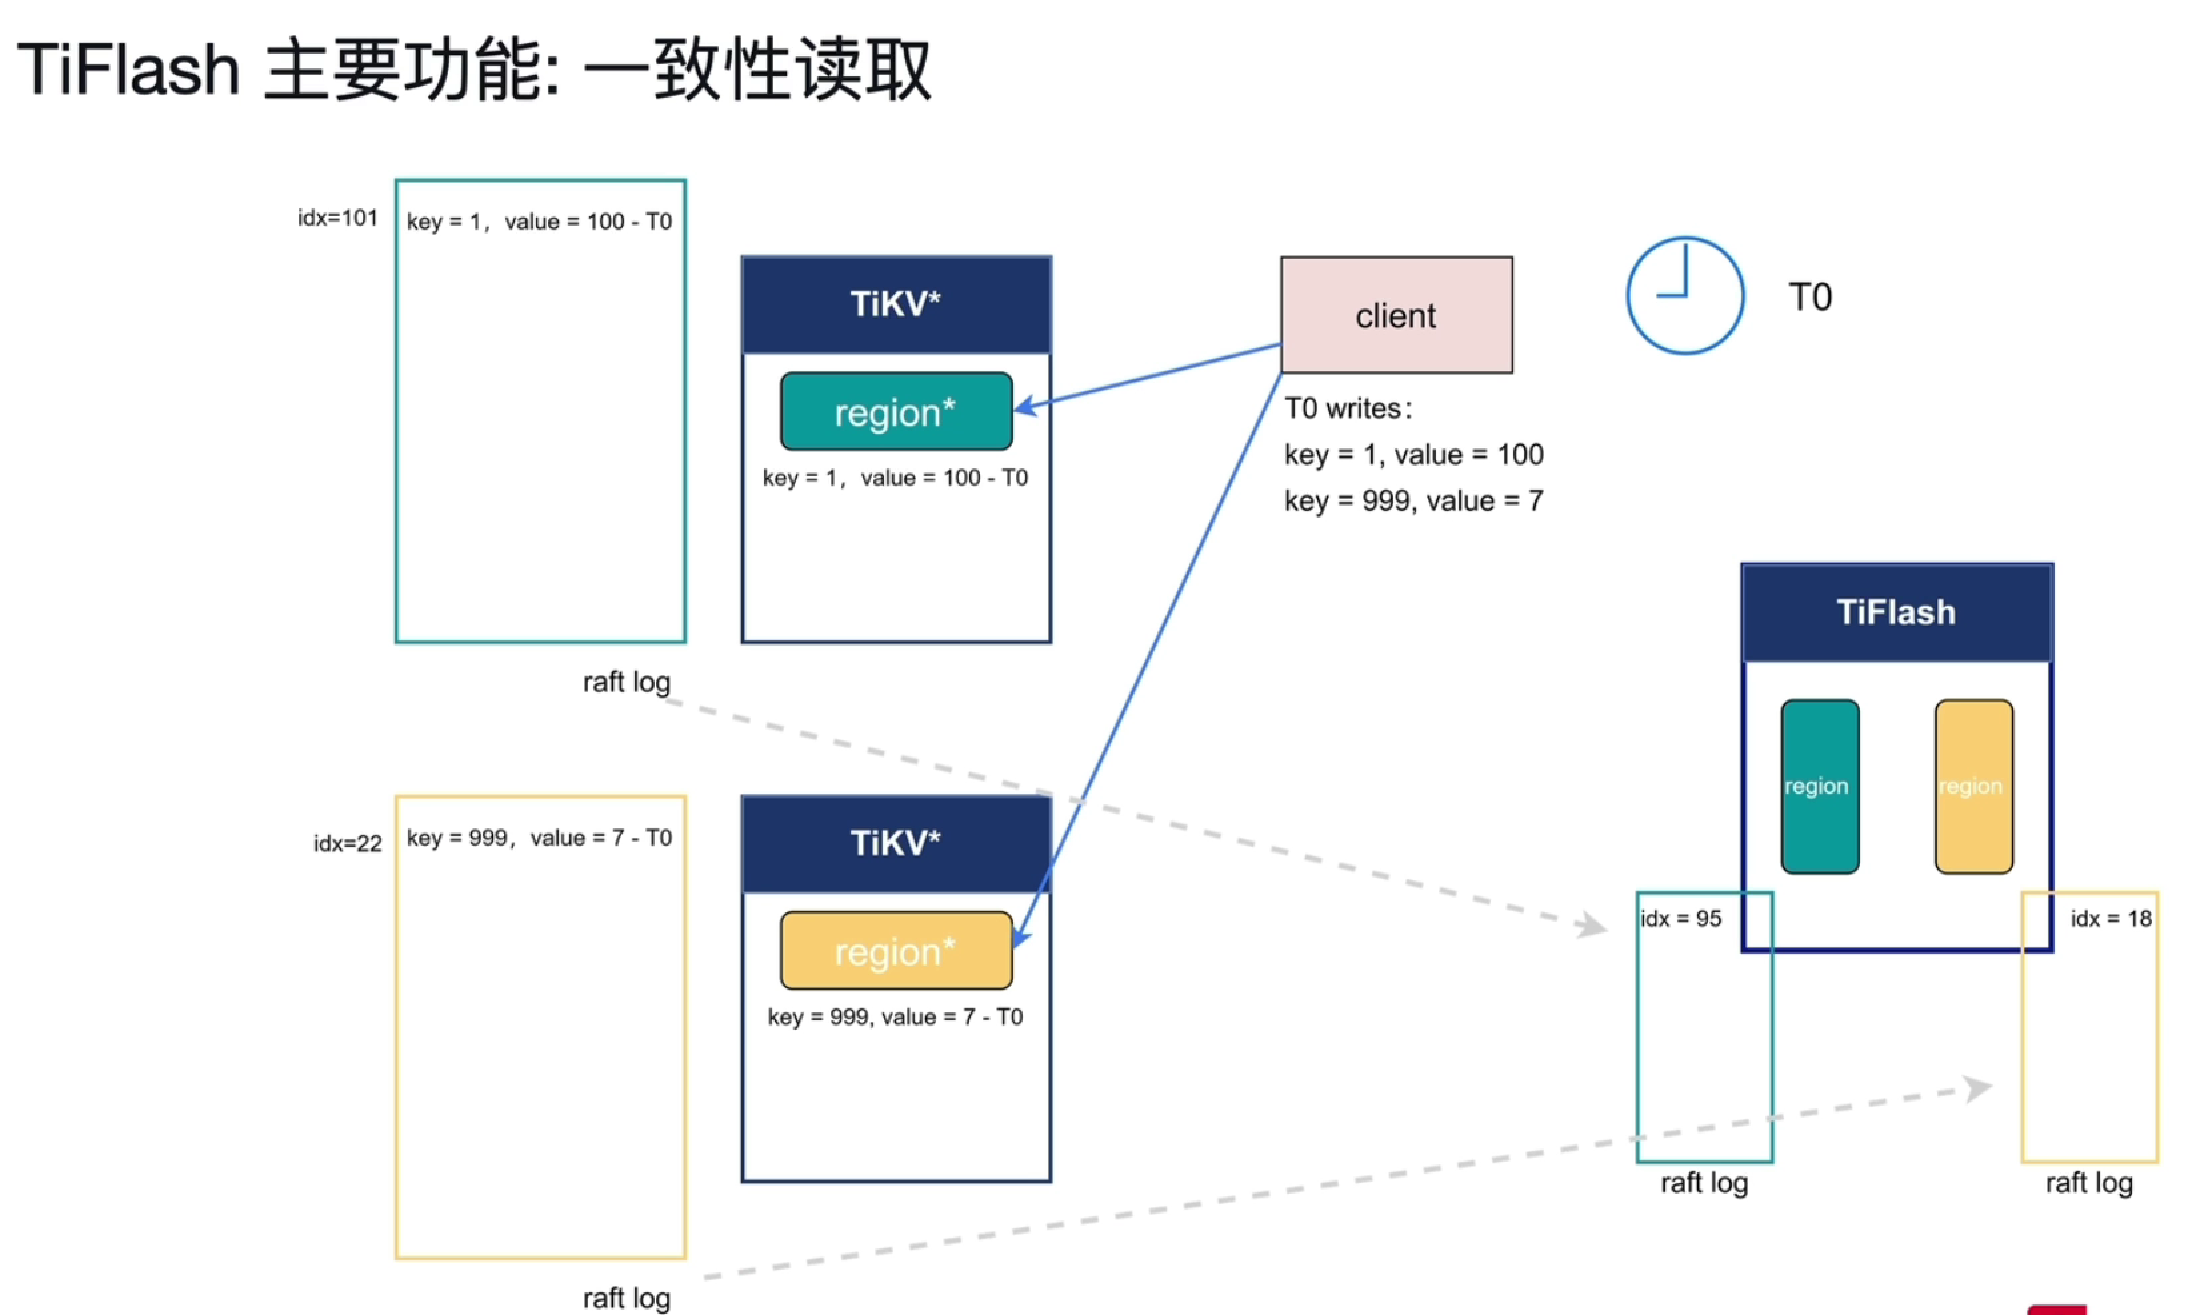 TiFlash 主要功能: 一致性读取
idx=101
key = 1,  value = 100 - T0
TiKV*
region*
key = 1,  value = 100 - T0
raft log
client
T0 writes:
key = 1, value = 100
key = 999, value = 7
T0
idx=22
key = 999,  value = 7 - T0
TiKV*
region*
key = 999, value = 7 - T0
raft log
TiFlash
region
region
idx = 95
idx = 18
raft log
raft log